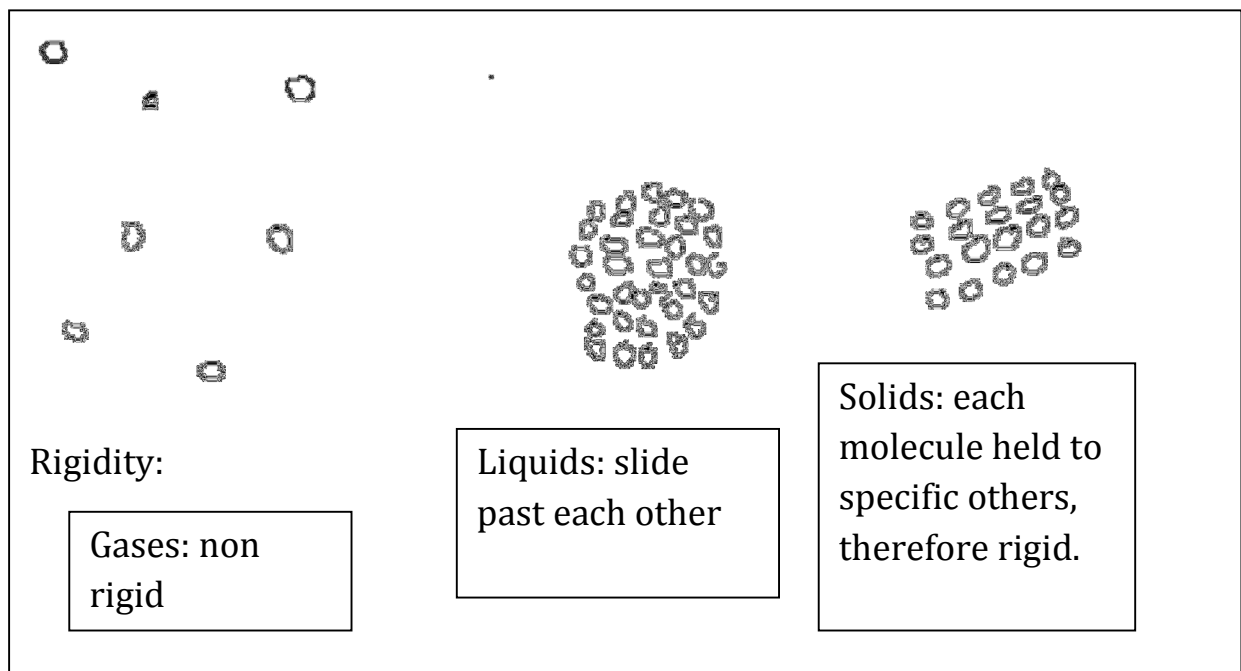 Rigidity:
Gases: non
rigid
Liquids: slide
past each other
Solids: each
molecule held to
specific others,
therefore rigid.